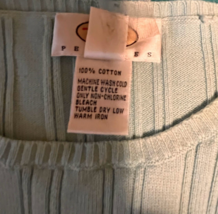 100% COTTON
MACHINE WASH COLD
GENTLE CYCLE
ONLY NON-CHLORINE
BLEACH
TUMBLE DRY LOW
WARM IRON